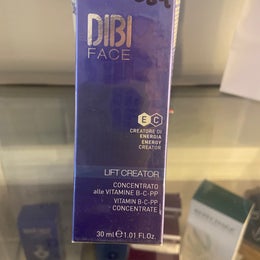 DIBI
FACE
E C
CREATORE DI
ENERGIA
ENERGY
CREATOR
LIFT CREATOR
CONCENTRATO
alle VITAMINE B-C-PP
VITAMIN B-C-PP
CONCENTRATE
30 ml ℮ 1.01 Fl.Oz.